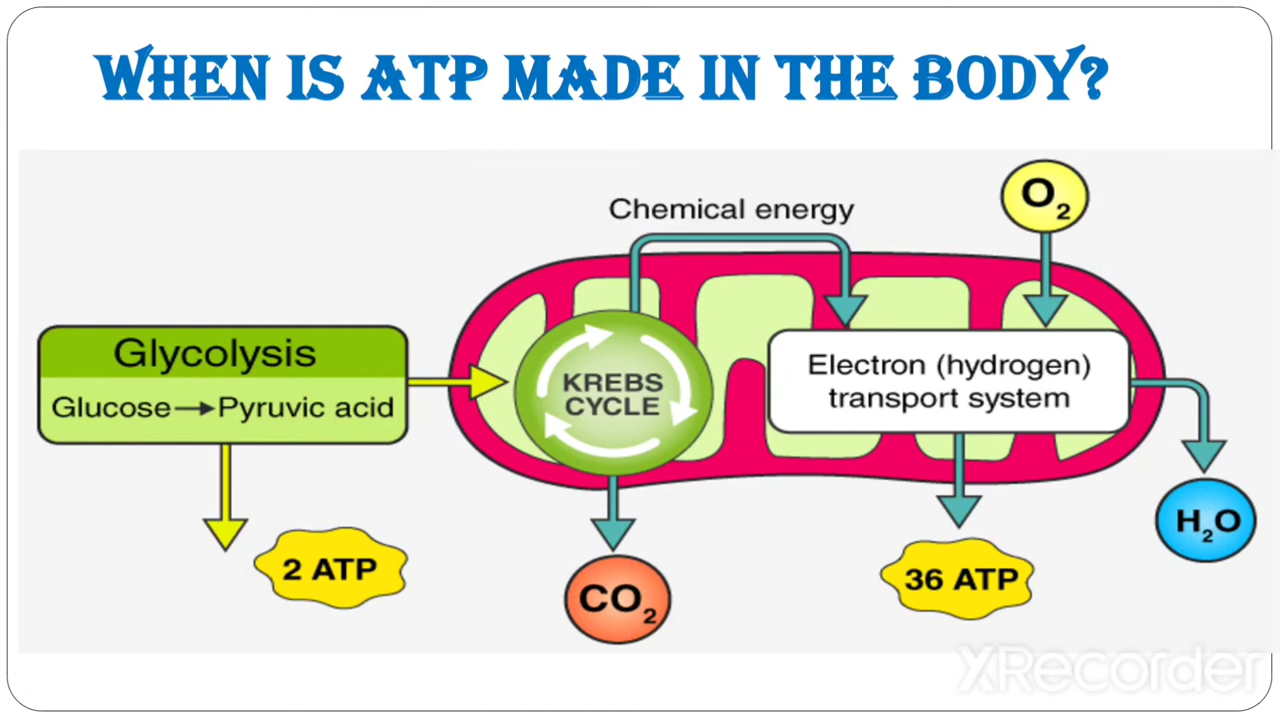 WHEN IS ATP MADE IN THE BODY?
Chemical energy
O2
Glycolysis
Glucose → Pyruvic acid
KREBS
CYCLE
Electron (hydrogen)
transport system
2 ATP
CO2
36 ATP
H2O
XRecorder